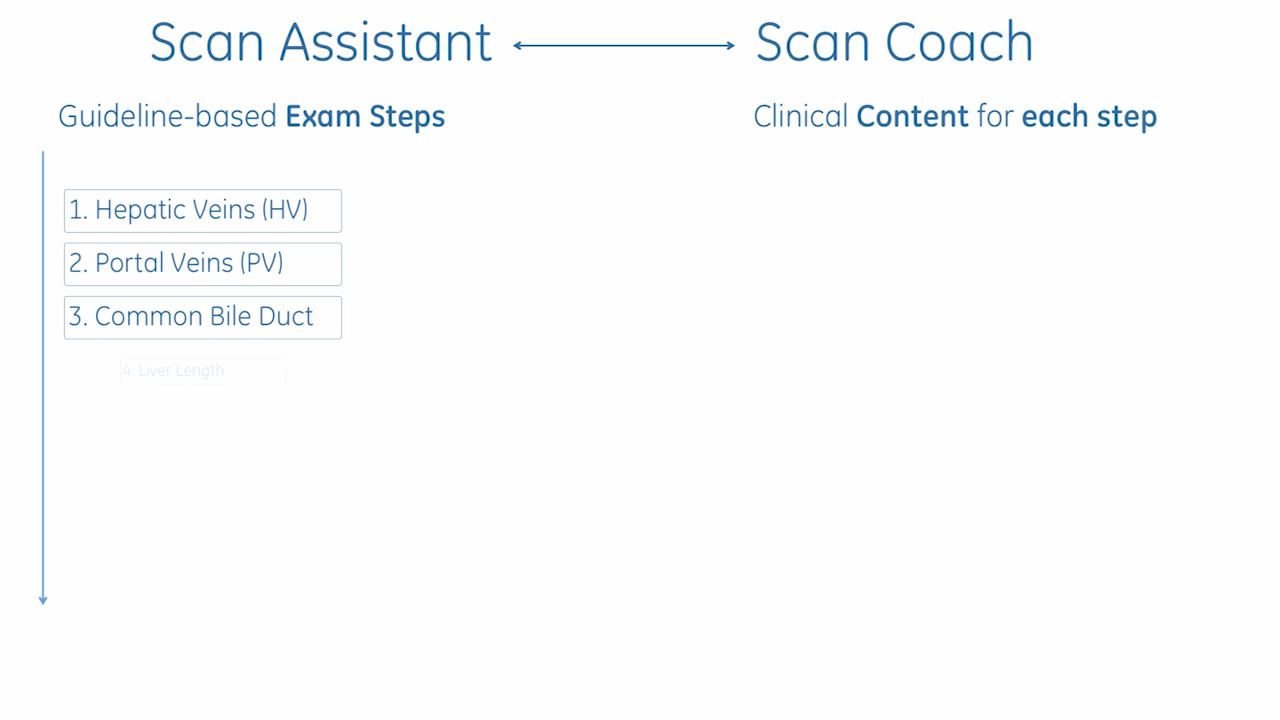 Scan Assistant
Scan Coach
Guideline-based Exam Steps
Clinical Content for each step
1. Hepatic Veins (HV)
2. Portal Veins (PV)
3. Common Bile Duct
4. Liver Length